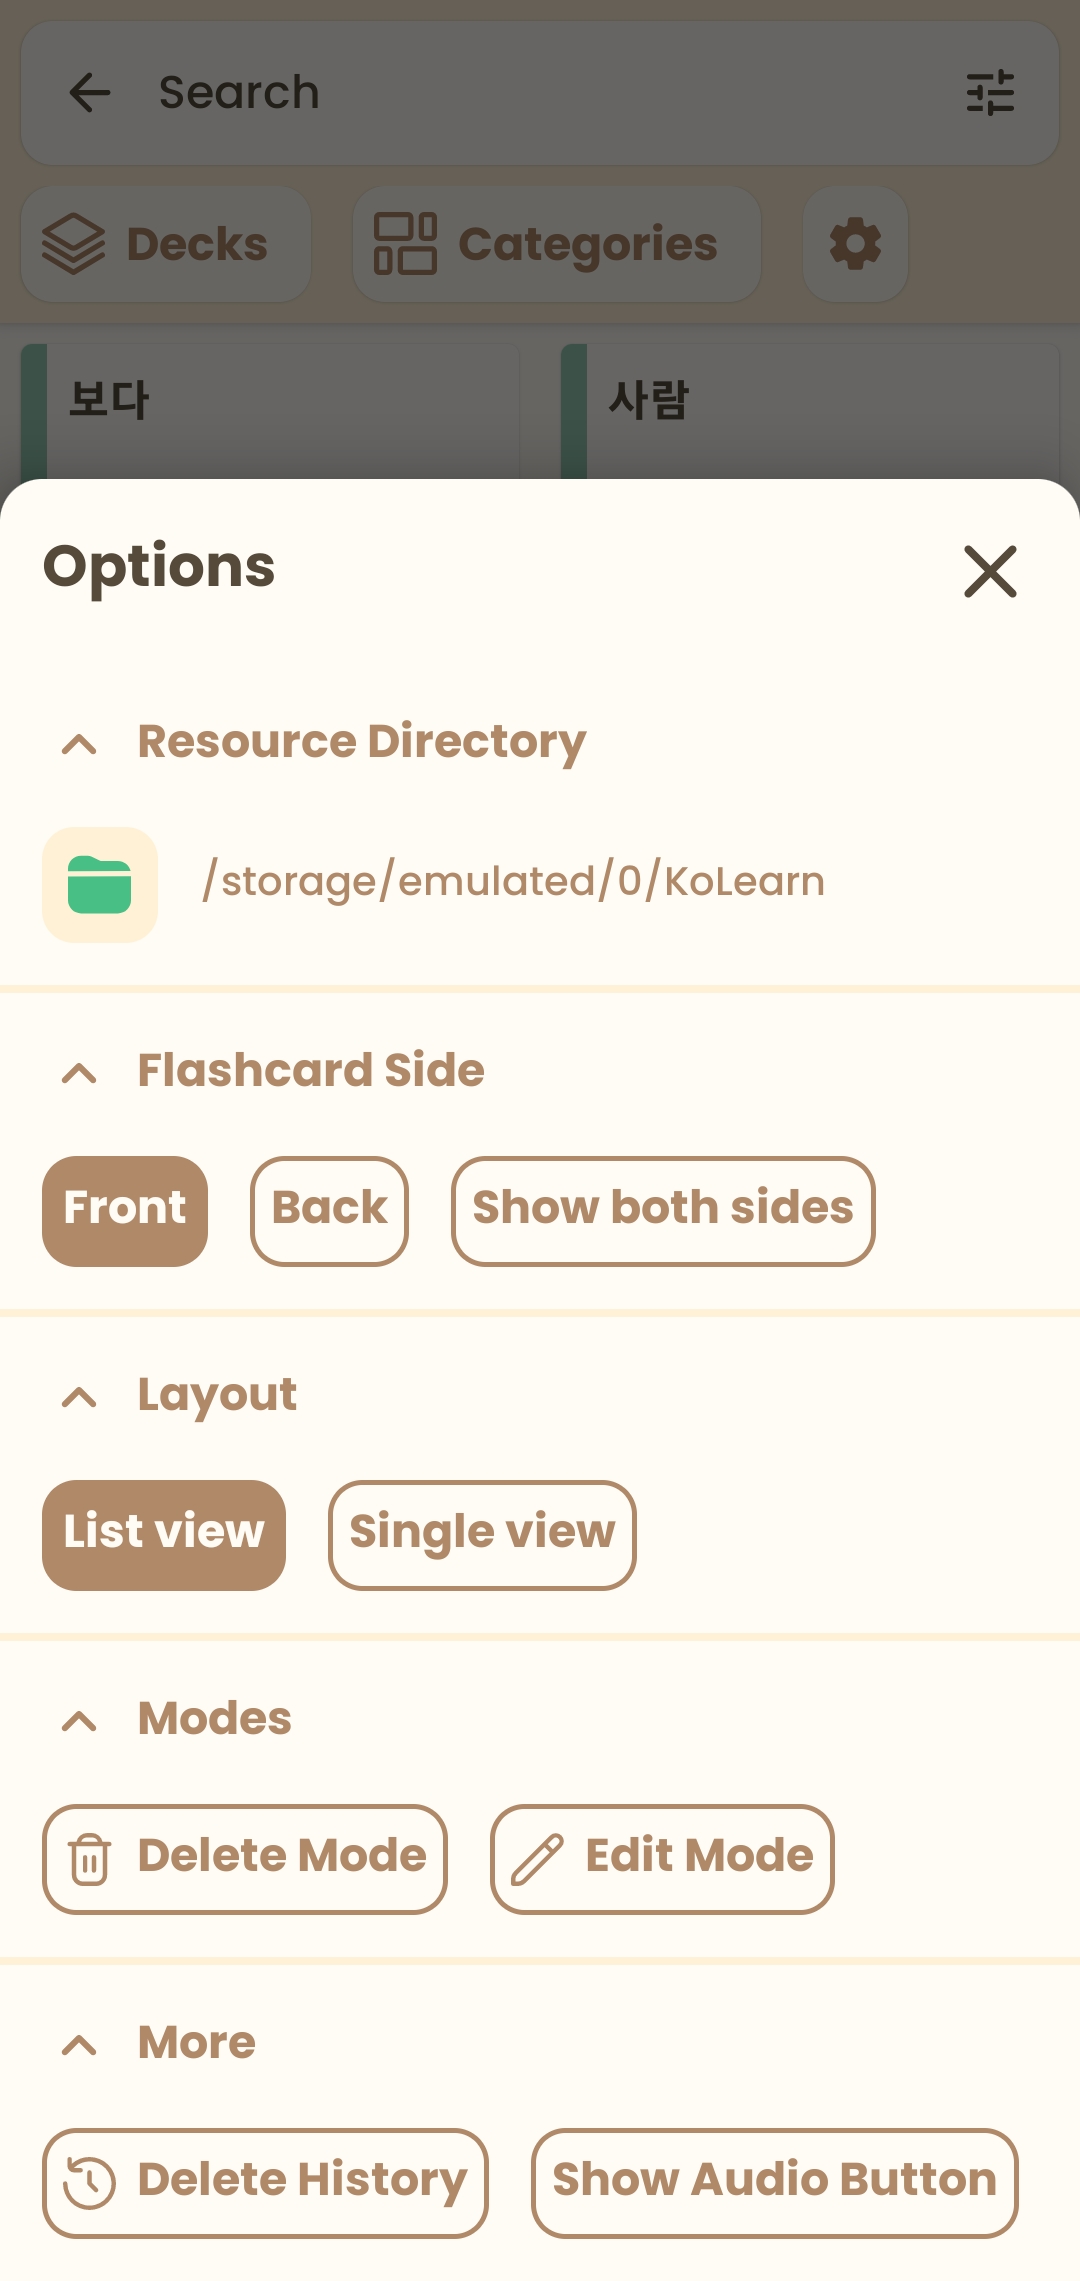 Search
Decks Categories
보다 사람
Options
Resource Directory
/storage/emulated/0/KoLearn
Flashcard Side
Front Back Show both sides
Layout
List view Single view
Modes
Delete Mode Edit Mode
More
Delete History Show Audio Button